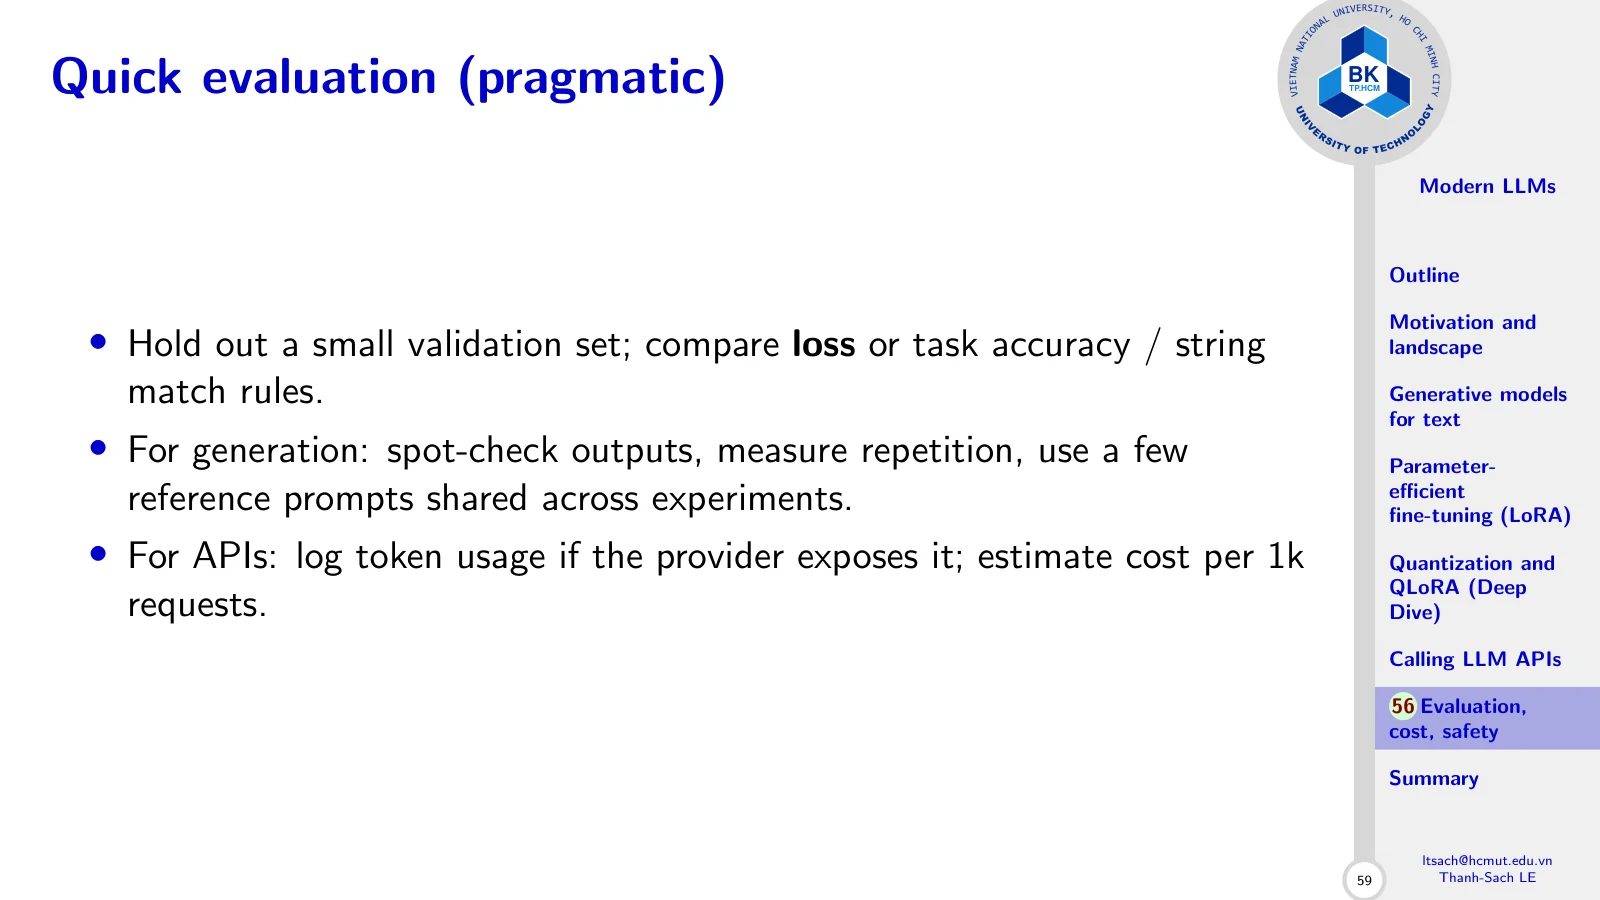 Quick evaluation (pragmatic)
• Hold out a small validation set; compare loss or task accuracy / string
match rules.
• For generation: spot-check outputs, measure repetition, use a few
reference prompts shared across experiments.
• For APIs: log token usage if the provider exposes it; estimate cost per 1k
requests.
VIETNAM NATIONAL UNIVERSITY, HO CHI MINH CITY
BK
TP.HCM
UNIVERSITY OF TECHNOLOGY
Modern LLMs
Outline
Motivation and
landscape
Generative models
for text
Parameter-
efficient
fine-tuning (LoRA)
Quantization and
QLoRA (Deep
Dive)
Calling LLM APIs
56 Evaluation,
cost, safety
Summary
ltsach@hcmut.edu.vn
Thanh-Sach LE
59